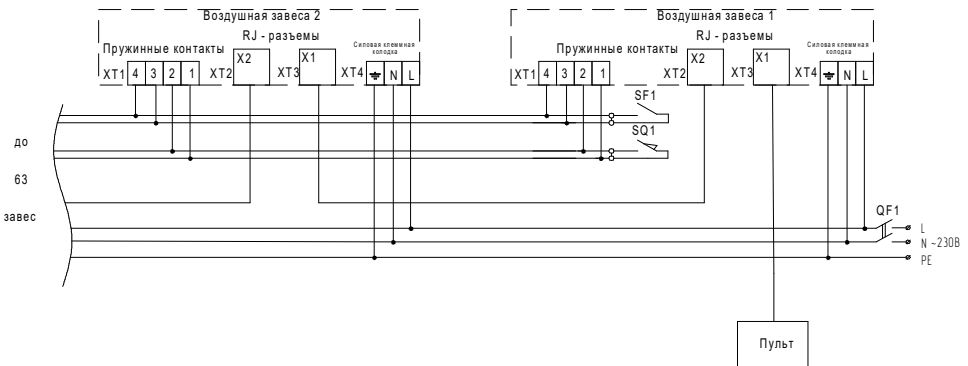 Воздушная завеса 2
RJ - разъемы
Пружинные контакты
Силовая клеммная
колодка
XT1 4 3 2 1 XT2 X2 XT3 X1 XT4 N L
Воздушная завеса 1
RJ - разъемы
Пружинные контакты
Силовая клеммная
колодка
XT1 4 3 2 1 XT2 X2 XT3 X1 XT4 N L
SF1
SQ1
до
63
завес
QF1
L
N ~230В
PE
Пульт